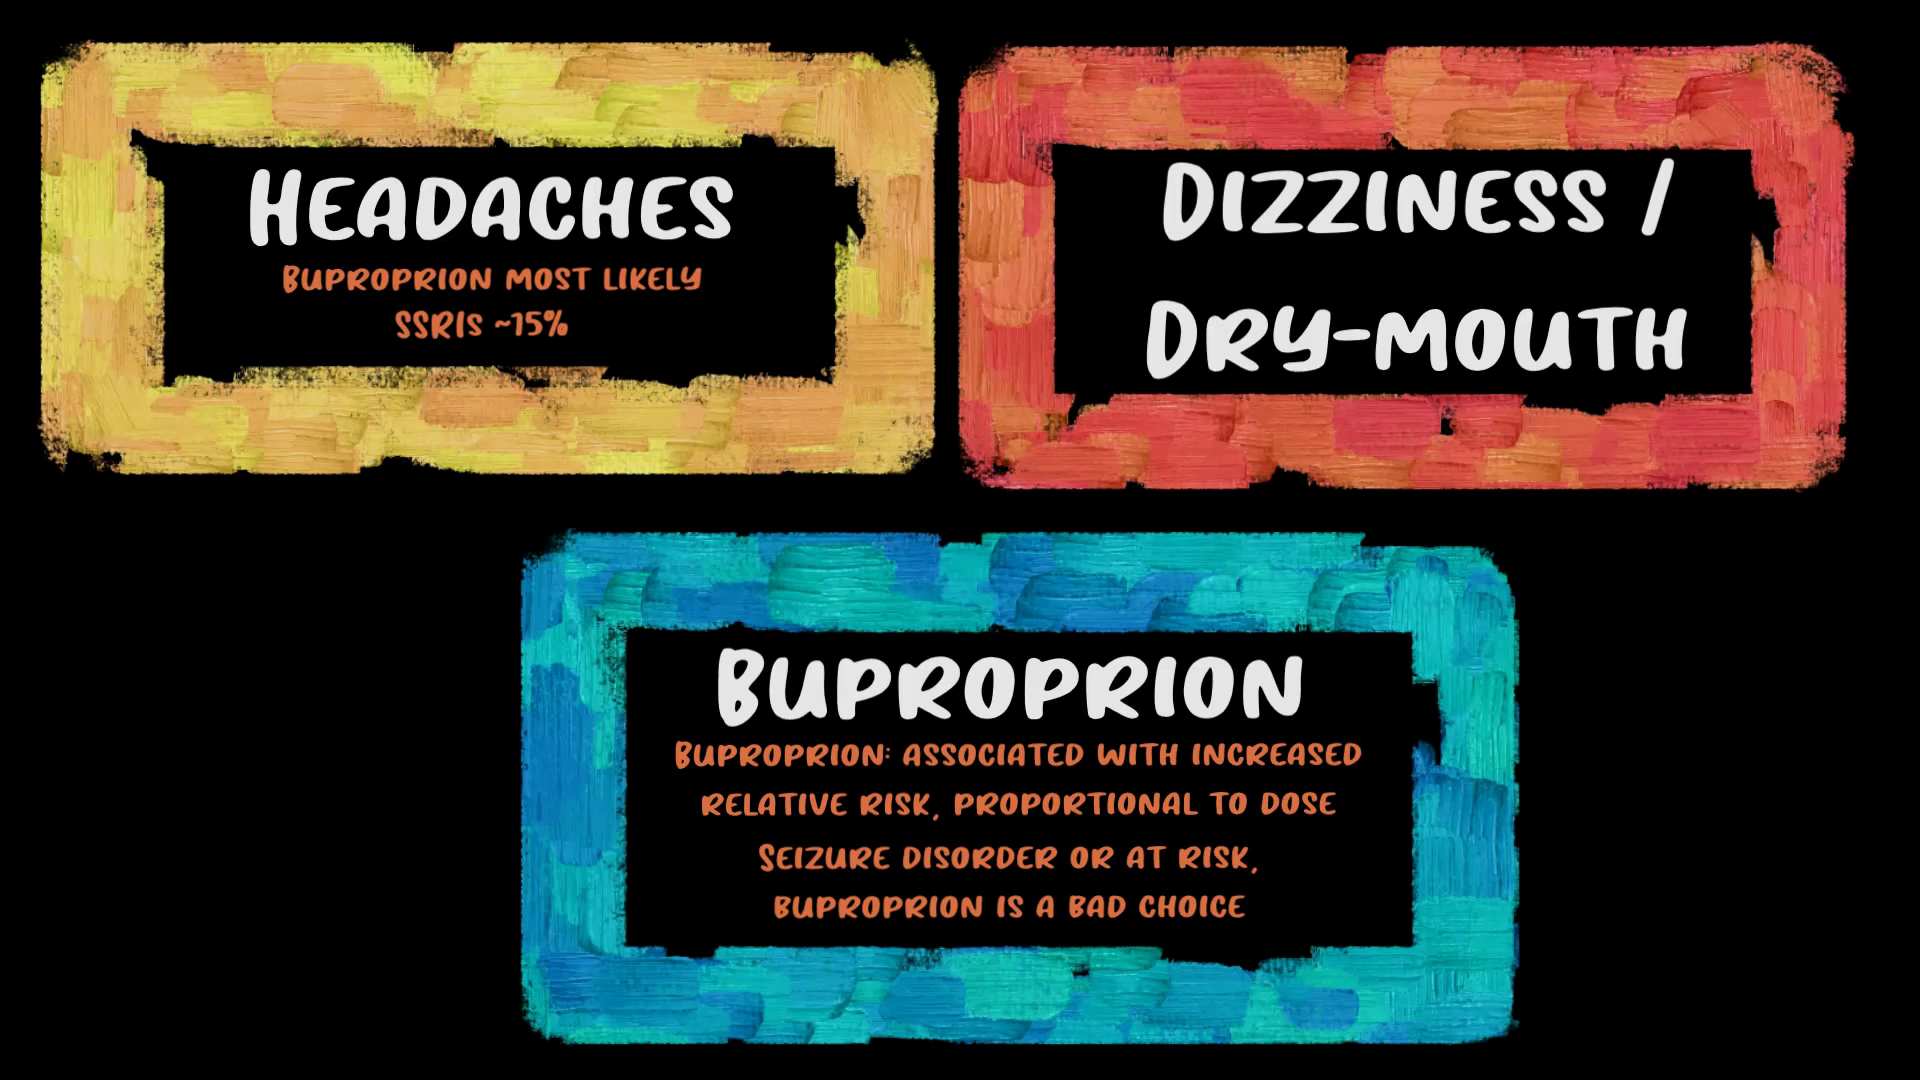 HEADACHES
BUPROPRION MOST LIKELY
SSRIS ~15%
DIZZINESS /
DRY-MOUTH
BUPROPRION
BUPROPRION: ASSOCIATED WITH INCREASED
RELATIVE RISK, PROPORTIONAL TO DOSE
SEIZURE DISORDER OR AT RISK,
BUPROPRION IS A BAD CHOICE